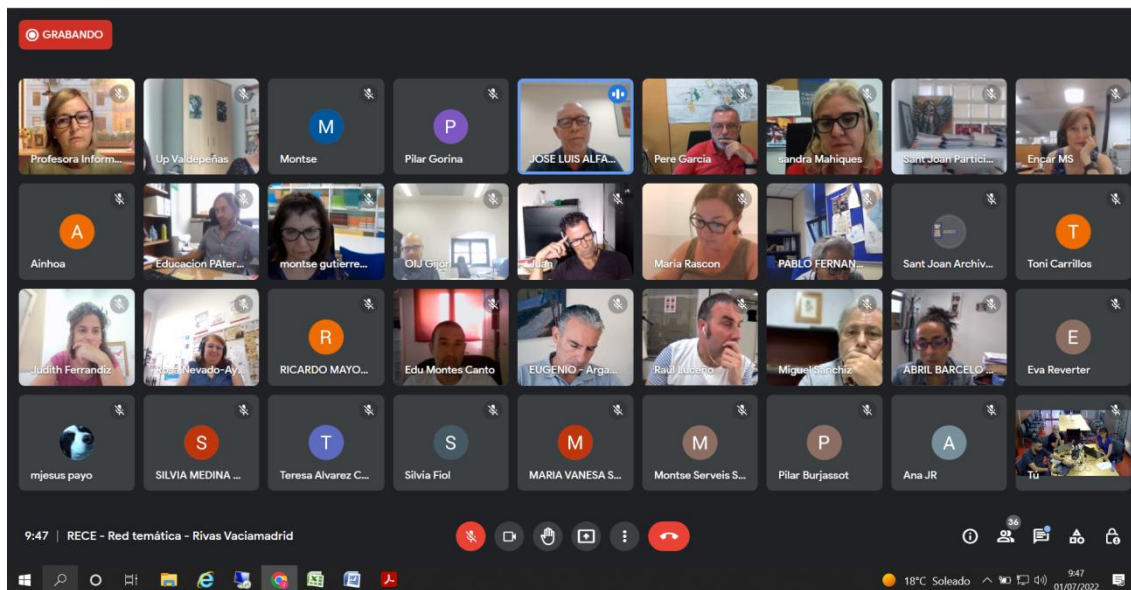 GRABANDO
Profesora Inform...
Up Valdepeñas
M
Montse
P
Pilar Gorina
JOSE LUIS ALFA...
Pere Garcia
sandra Mahiques
Sant Joan Partici...
Encar MS
A
Ainhoa
Educacion PAter...
montse gutierre...
OIJ Gijón
Juan
Maria Rascon
PABLO FERNAN...
Sant Joan Archiv...
T
Toni Carrillos
Judith Ferrandiz
Rosa Nevado-Ay...
R
RICARDO MAYO...
Edu Montes Canto
EUGENIO - Arga...
Raúl Luceño
Miguel Sanchiz
ABRIL BARCELO ...
E
Eva Reverter
mjesus payo
S
SILVIA MEDINA ...
T
Teresa Alvarez C...
S
Silvia Fiol
M
MARIA VANESA S...
M
Montse Serveis S...
P
Pilar Burjassot
A
Ana JR
Tú
9:47 | RECE - Red temática - Rivas Vaciamadrid
36
18°C Soleado
9:47
01/07/2022